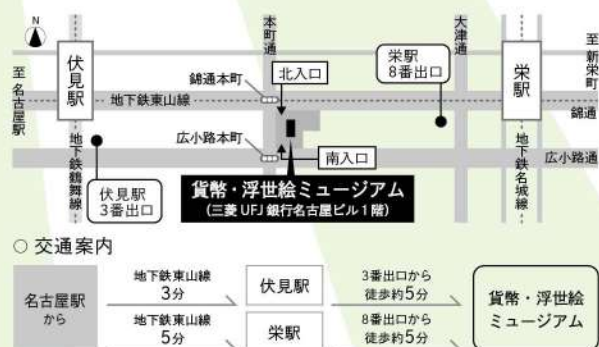 N
本町通
大津通
至新栄町
伏見駅
栄駅
8番出口
栄駅
錦通本町
北入口
至名古屋駅
地下鉄東山線
錦通
広小路本町
南入口
広小路通
地下鉄鶴舞線
伏見駅
3番出口
貨幣・浮世絵ミュージアム
(三菱UFJ銀行名古屋ビル1階)
地下鉄名城線
○ 交通案内
名古屋駅
から
地下鉄東山線
3分
伏見駅
3番出口から
徒歩約5分
地下鉄東山線
5分
栄駅
8番出口から
徒歩約5分
貨幣・浮世絵
ミュージアム